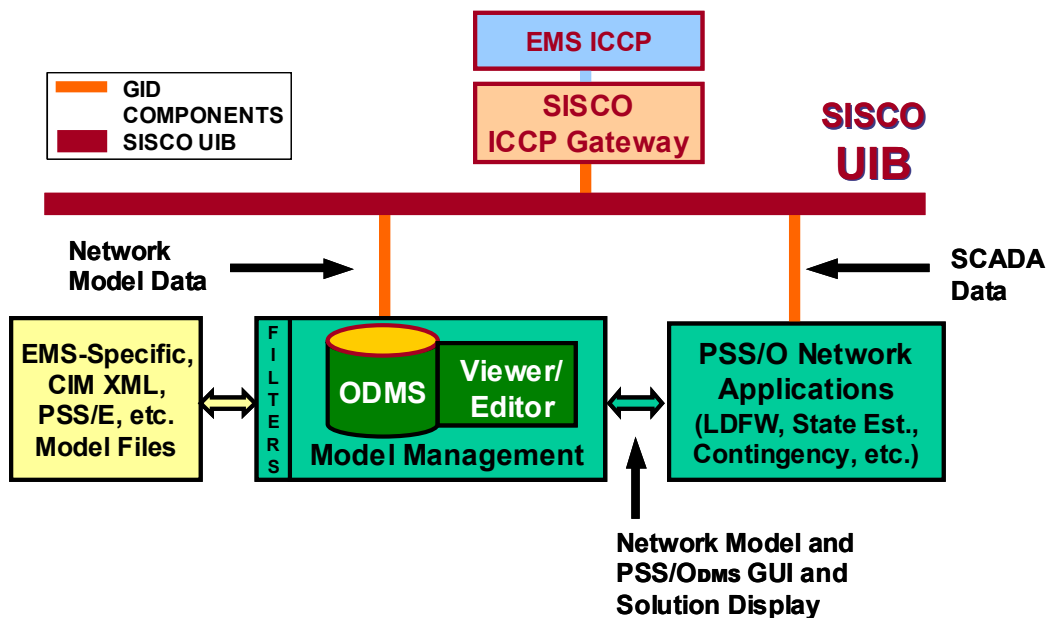 EMS ICCP
SISCO
ICCP Gateway
GID
COMPONENTS
SISCO UIB
SISCO
UIB
Network
Model Data
SCADA
Data
EMS-Specific,
CIM XML,
PSS/E, etc.
Model Files
FILTERS
ODMS
Viewer/
Editor
Model Management
PSS/O Network
Applications
(LDFW, State Est.,
Contingency, etc.)
Network Model and
PSS/ODMS GUI and
Solution Display